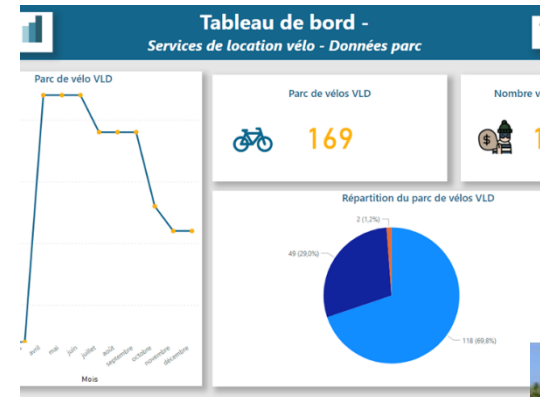 Tableau de bord -
Services de location vélo - Données parc
Parc de vélo VLD
avril
mai
juin
juillet
août
septembre
octobre
novembre
décembre
Mois
Parc de vélos VLD
169
Nombre v
1
Répartition du parc de vélos VLD
2 (1,2%)
49 (29,0%)
118 (69,8%)